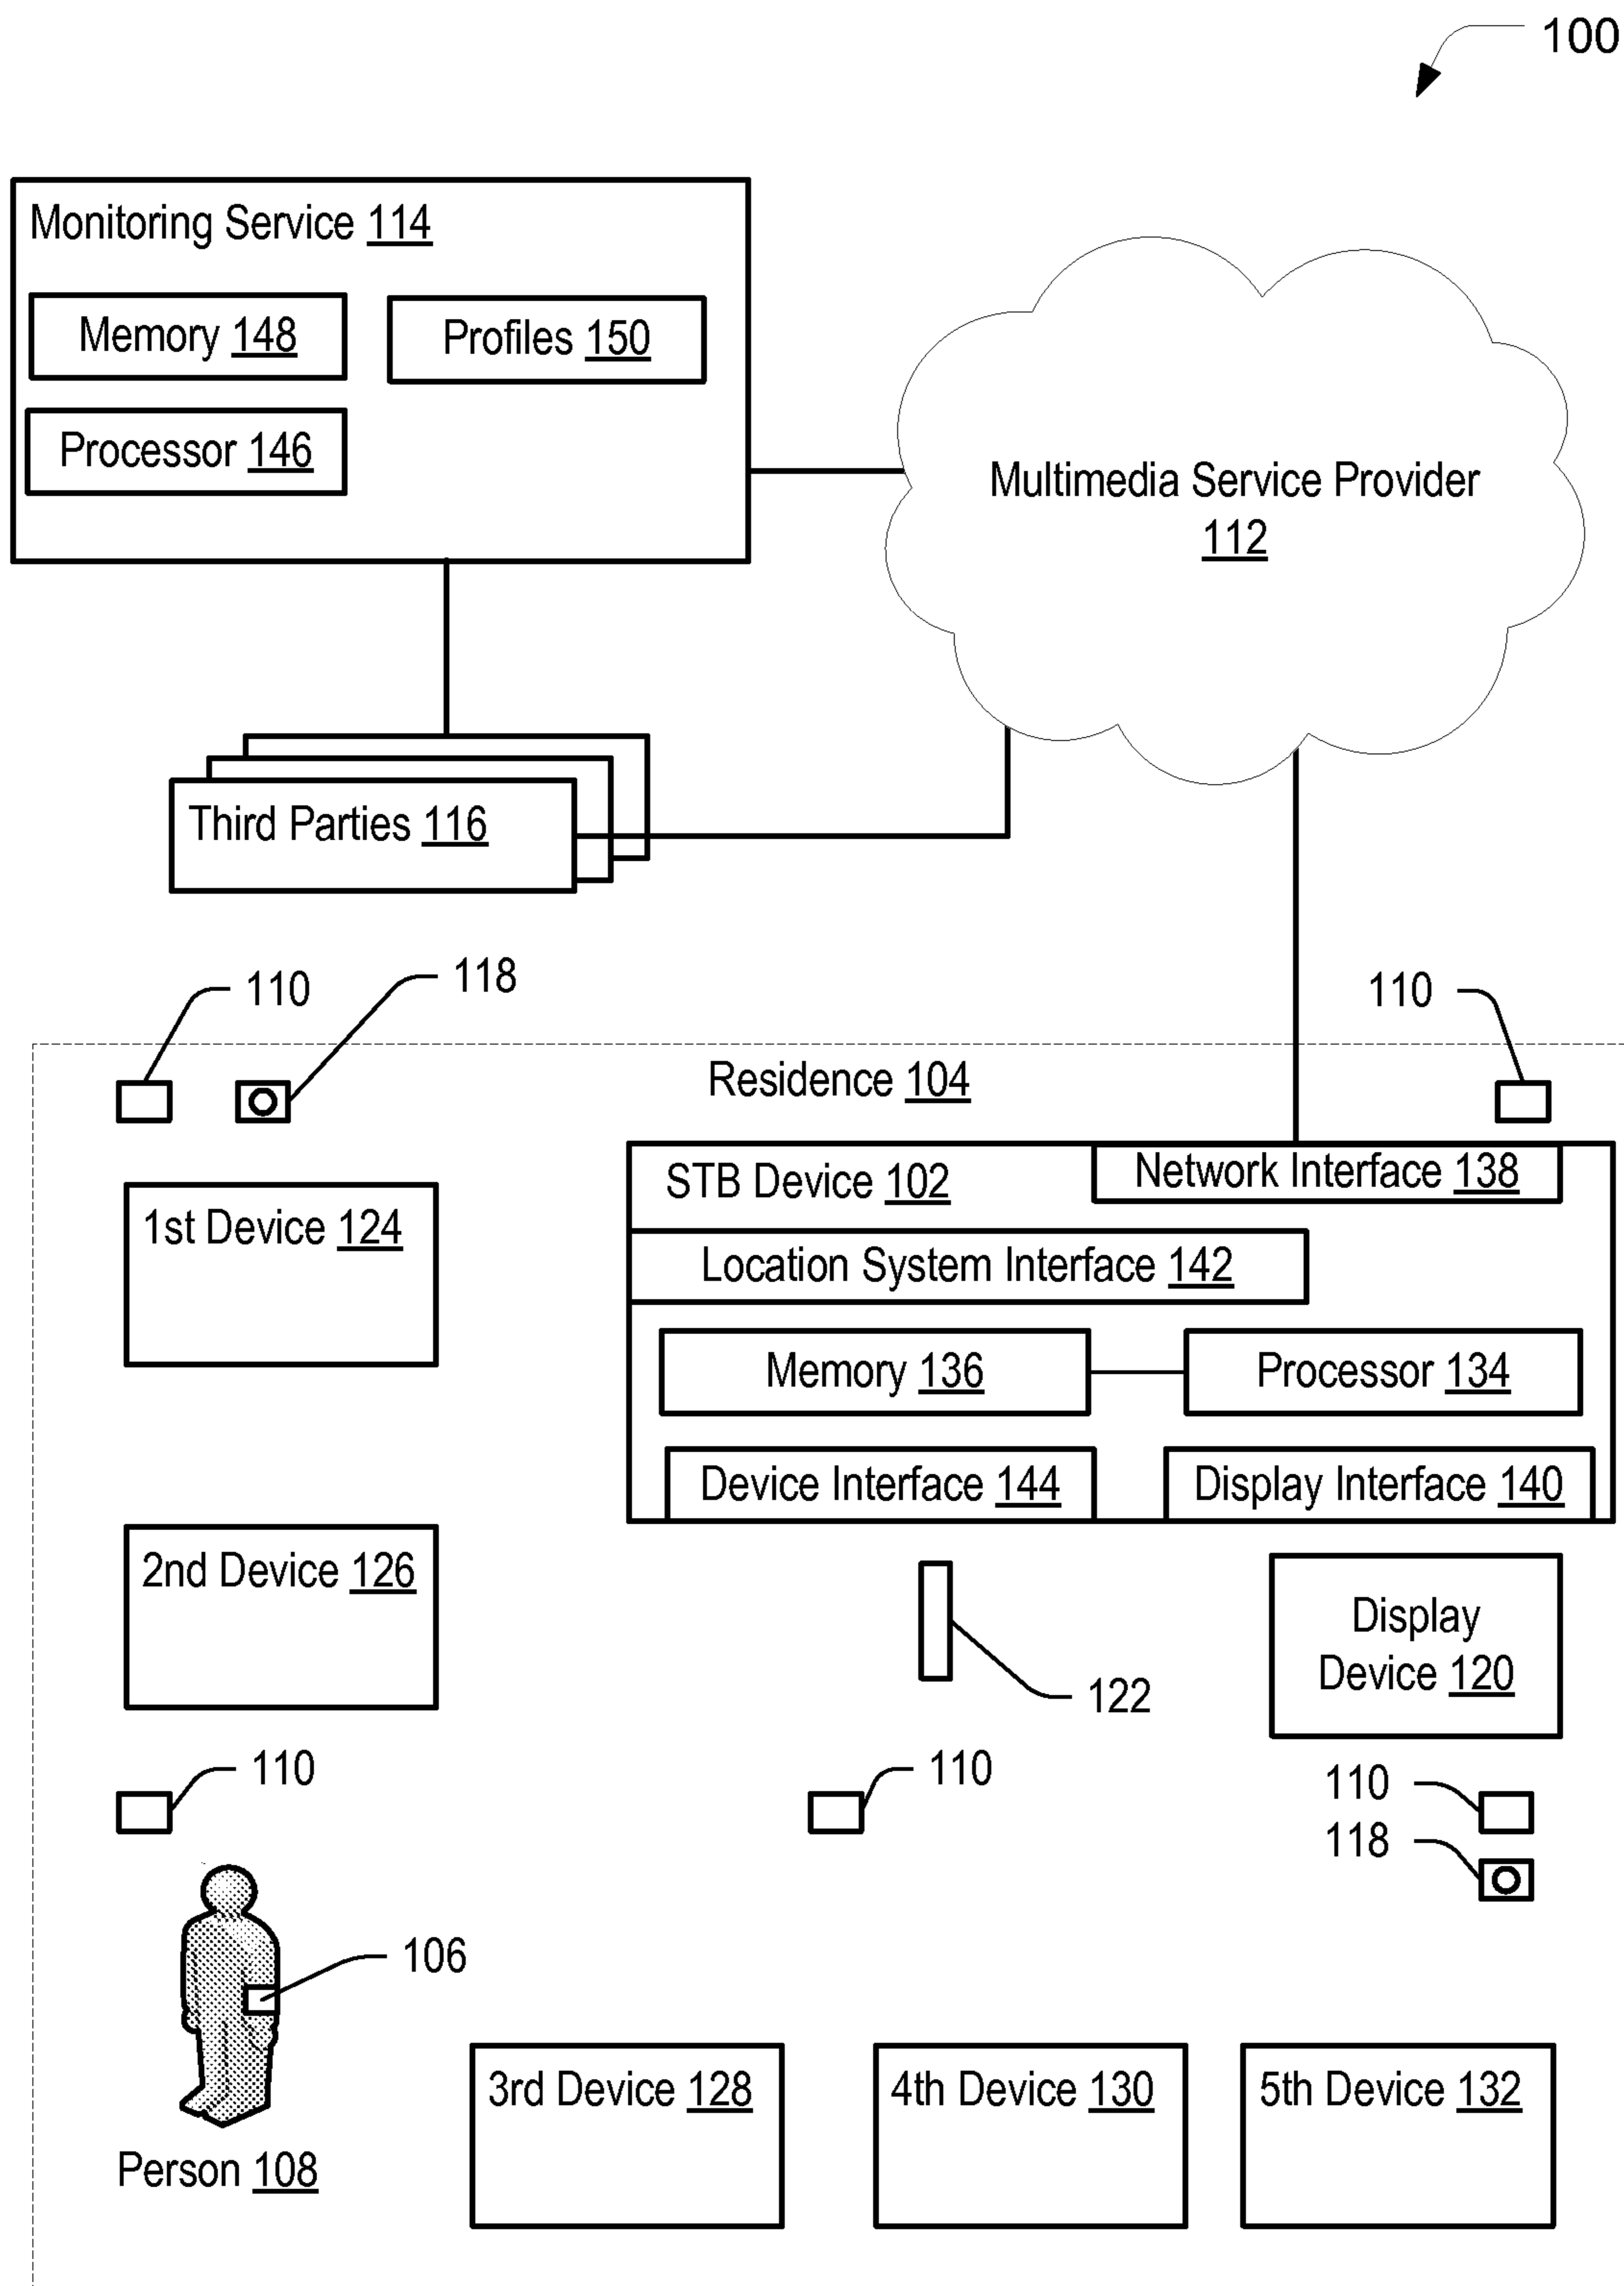 100
Monitoring Service 114
Memory 148
Profiles 150
Processor 146
Multimedia Service Provider
112
Third Parties 116
110
118
110
Residence 104
STB Device 102
Network Interface 138
1st Device 124
Location System Interface 142
Memory 136
Processor 134
Device Interface 144
Display Interface 140
2nd Device 126
Display
Device 120
122
110
110
110
118
106
3rd Device 128
4th Device 130
5th Device 132
Person 108